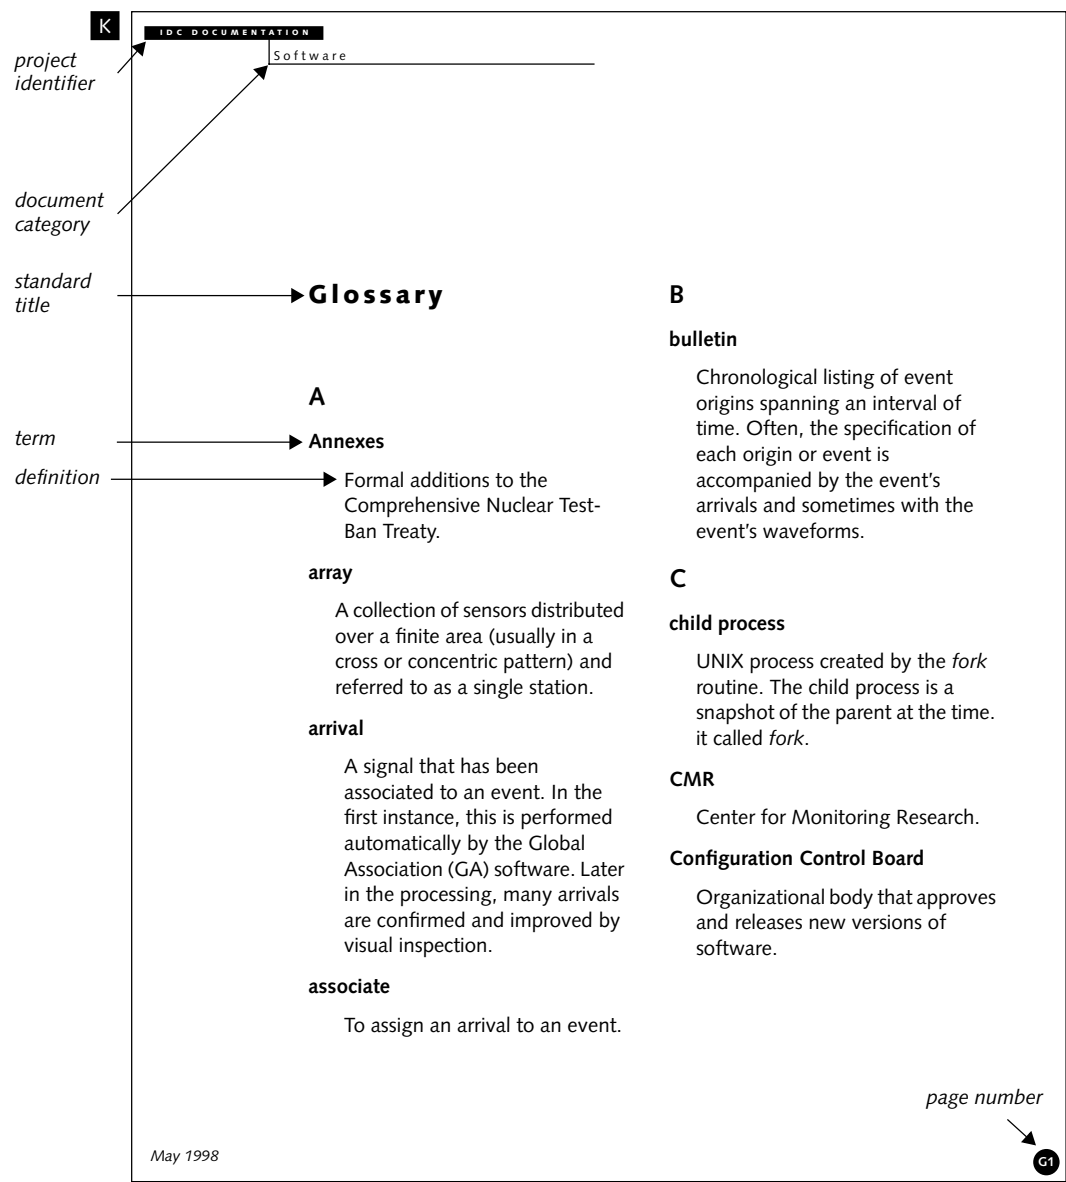 K
IDC DOCUMENTATION
Software
project
identifier
document
category
standard
title
Glossary
A
term
Annexes
definition
Formal additions to the
Comprehensive Nuclear Test-
Ban Treaty.
array
A collection of sensors distributed
over a finite area (usually in a
cross or concentric pattern) and
referred to as a single station.
arrival
A signal that has been
associated to an event. In the
first instance, this is performed
automatically by the Global
Association (GA) software. Later
in the processing, many arrivals
are confirmed and improved by
visual inspection.
associate
To assign an arrival to an event.
B
bulletin
Chronological listing of event
origins spanning an interval of
time. Often, the specification of
each origin or event is
accompanied by the event's
arrivals and sometimes with the
event's waveforms.
C
child process
UNIX process created by the fork
routine. The child process is a
snapshot of the parent at the time.
it called fork.
CMR
Center for Monitoring Research.
Configuration Control Board
Organizational body that approves
and releases new versions of
software.
page number
May 1998
G1